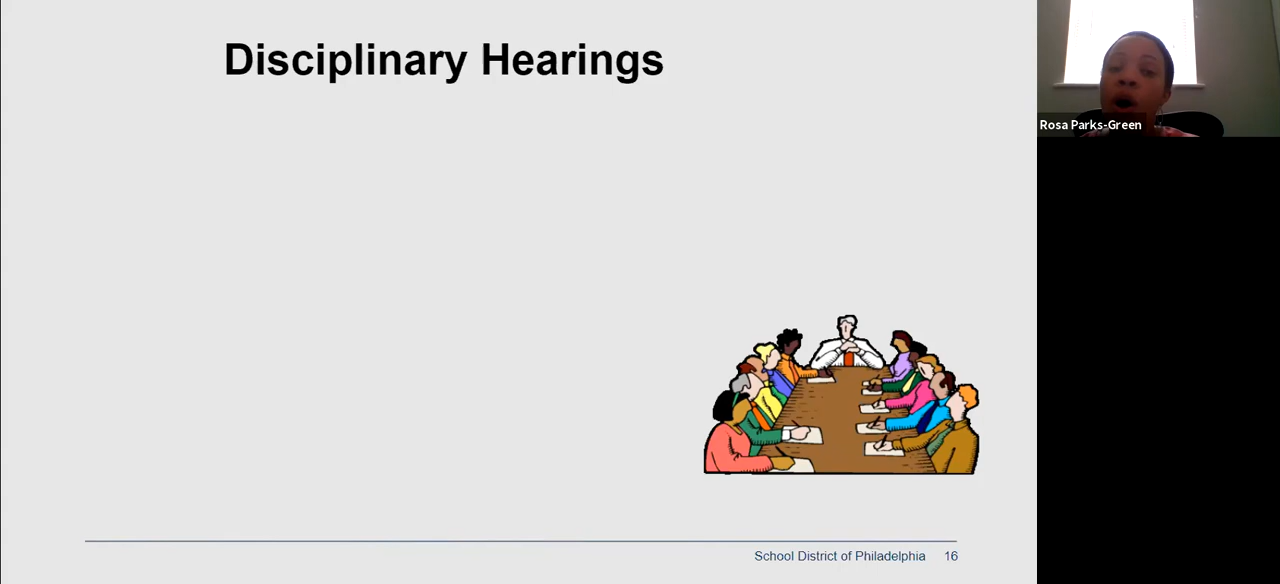 Disciplinary Hearings
Rosa Parks-Green
School District of Philadelphia 16